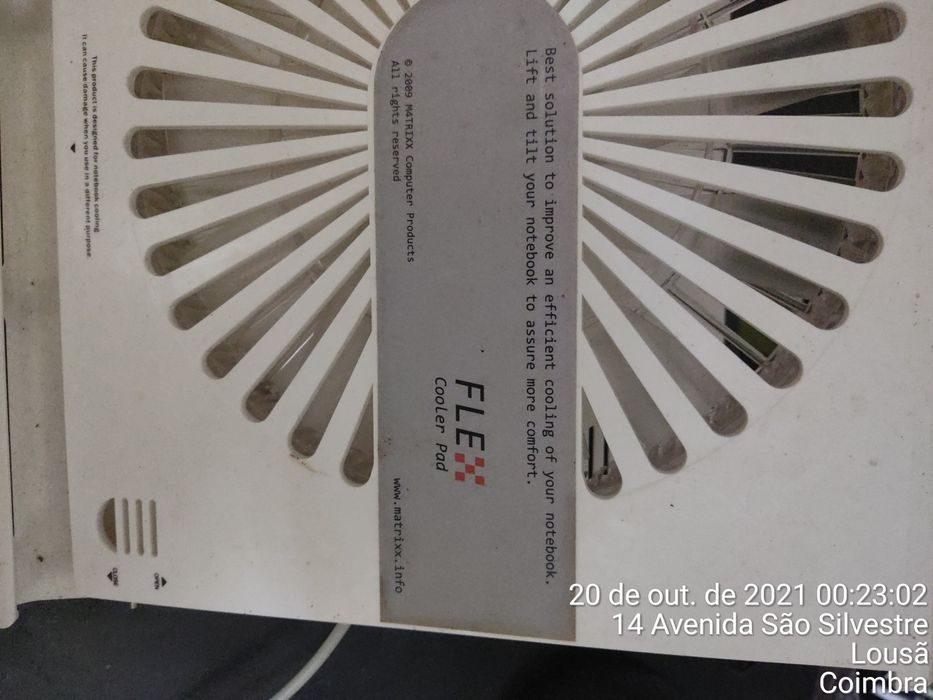 Best solution to improve an efficient cooling of your notebook.
Lift and tilt your notebook to assure more comfort.
FLEX
Cooler Pad
© 2009 M4TRIXX Computer Products
All rights reserved
www.matrixx.info
This product is designed for notebook cooling
It can cause damage when you use in a different purpose.
OPEN
CLOSE
20 de out. de 2021 00:23:02
14 Avenida São Silvestre
Lousã
Coimbra